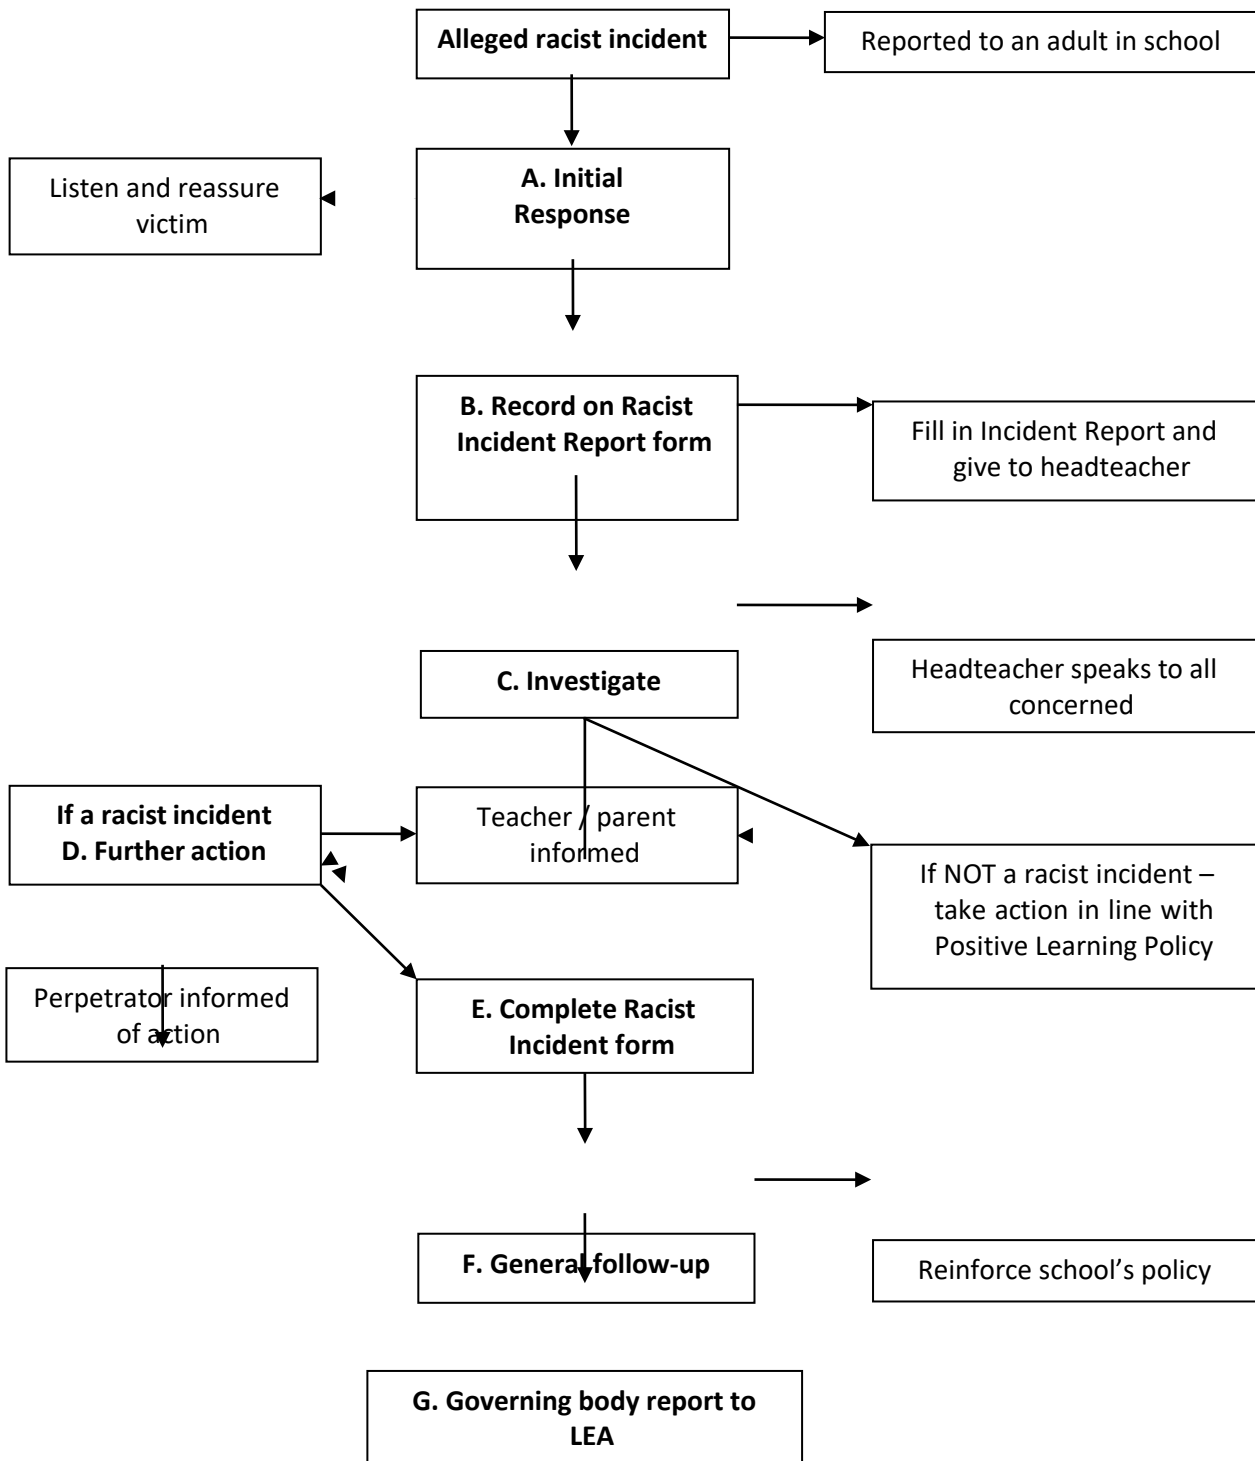 Alleged racist incident
Reported to an adult in school
Listen and reassure
victim
A. Initial
Response
B. Record on Racist
Incident Report form
Fill in Incident Report and
give to headteacher
C. Investigate
Headteacher speaks to all
concerned
If a racist incident
D. Further action
Teacher / parent
informed
If NOT a racist incident –
take action in line with
Positive Learning Policy
Perpetrator informed
of action
E. Complete Racist
Incident form
F. General follow-up
Reinforce school’s policy
G. Governing body report to
LEA